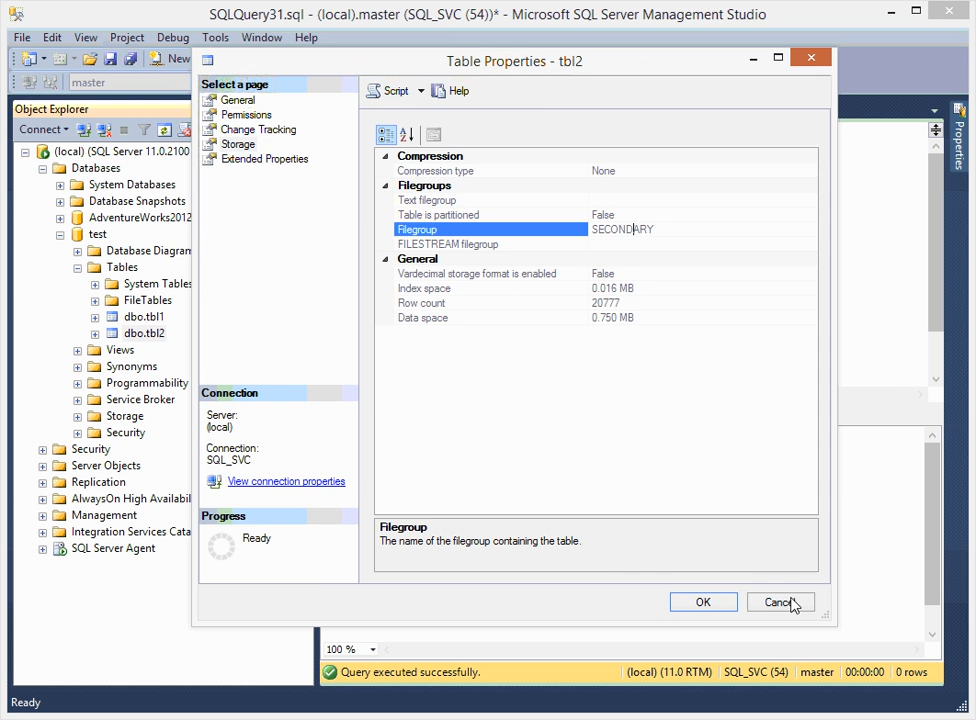 SQLQuery31.sql - (local).master (SQL_SVC (54))* - Microsoft SQL Server Management Studio
File Edit View Project Debug Tools Window Help
New
master
Object Explorer
Connect
(local) (SQL Server 11.0.2100
Databases
System Databases
Database Snapshots
AdventureWorks2012
test
Database Diagran
Tables
System Tables
FileTables
dbo.tbl1
dbo.tbl2
Views
Synonyms
Programmability
Service Broker
Storage
Security
Security
Server Objects
Replication
AlwaysOn High Availabil
Management
Integration Services Cata
SQL Server Agent
Table Properties - tbl2
Select a page
General
Permissions
Change Tracking
Storage
Extended Properties
Connection
Server:
(local)
Connection:
SQL_SVC
View connection properties
Progress
Ready
Script Help
Compression
Compression type None
Filegroups
Text filegroup
Table is partitioned False
Filegroup SECONDARY
FILESTREAM filegroup
General
Vardecimal storage format is enabled False
Index space 0.016 MB
Row count 20777
Data space 0.750 MB
Filegroup
The name of the filegroup containing the table.
OK Cancel
Properties
100 %
Query executed successfully. (local) (11.0 RTM) SQL_SVC (54) master 00:00:00 0 rows
Ready